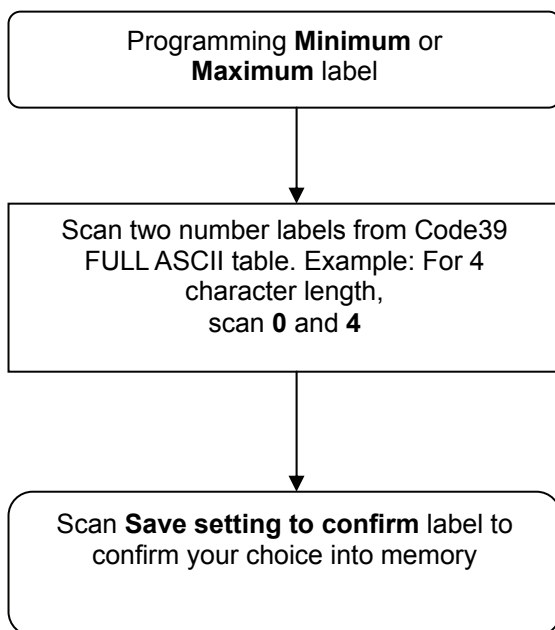 Programming Minimum or
Maximum label
Scan two number labels from Code39
FULL ASCII table. Example: For 4
character length,
scan 0 and 4
Scan Save setting to confirm label to
confirm your choice into memory